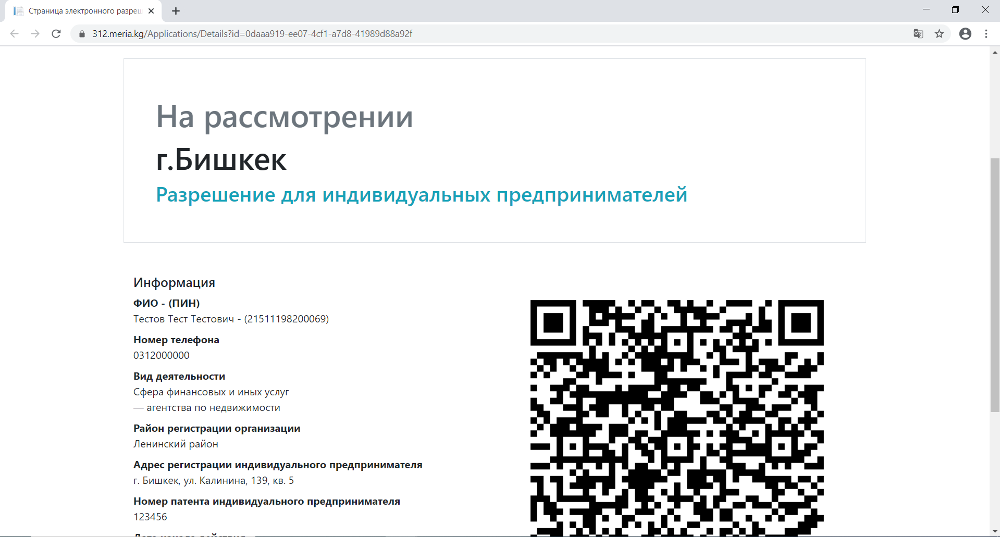 Страница электронного разреш
312.meria.kg/Applications/Details?id=0daaa919-ee07-4cf1-a7d8-41989d88a92f
На рассмотрении
г.Бишкек
Разрешение для индивидуальных предпринимателей
Информация
ФИО - (ПИН)
Тестов Тест Тестович - (21511198200069)
Номер телефона
0312000000
Вид деятельности
Сфера финансовых и иных услуг
— агентства по недвижимости
Район регистрации организации
Ленинский район
Адрес регистрации индивидуального предпринимателя
г. Бишкек, ул. Калинина, 139, кв. 5
Номер патента индивидуального предпринимателя
123456
Дата начала действия